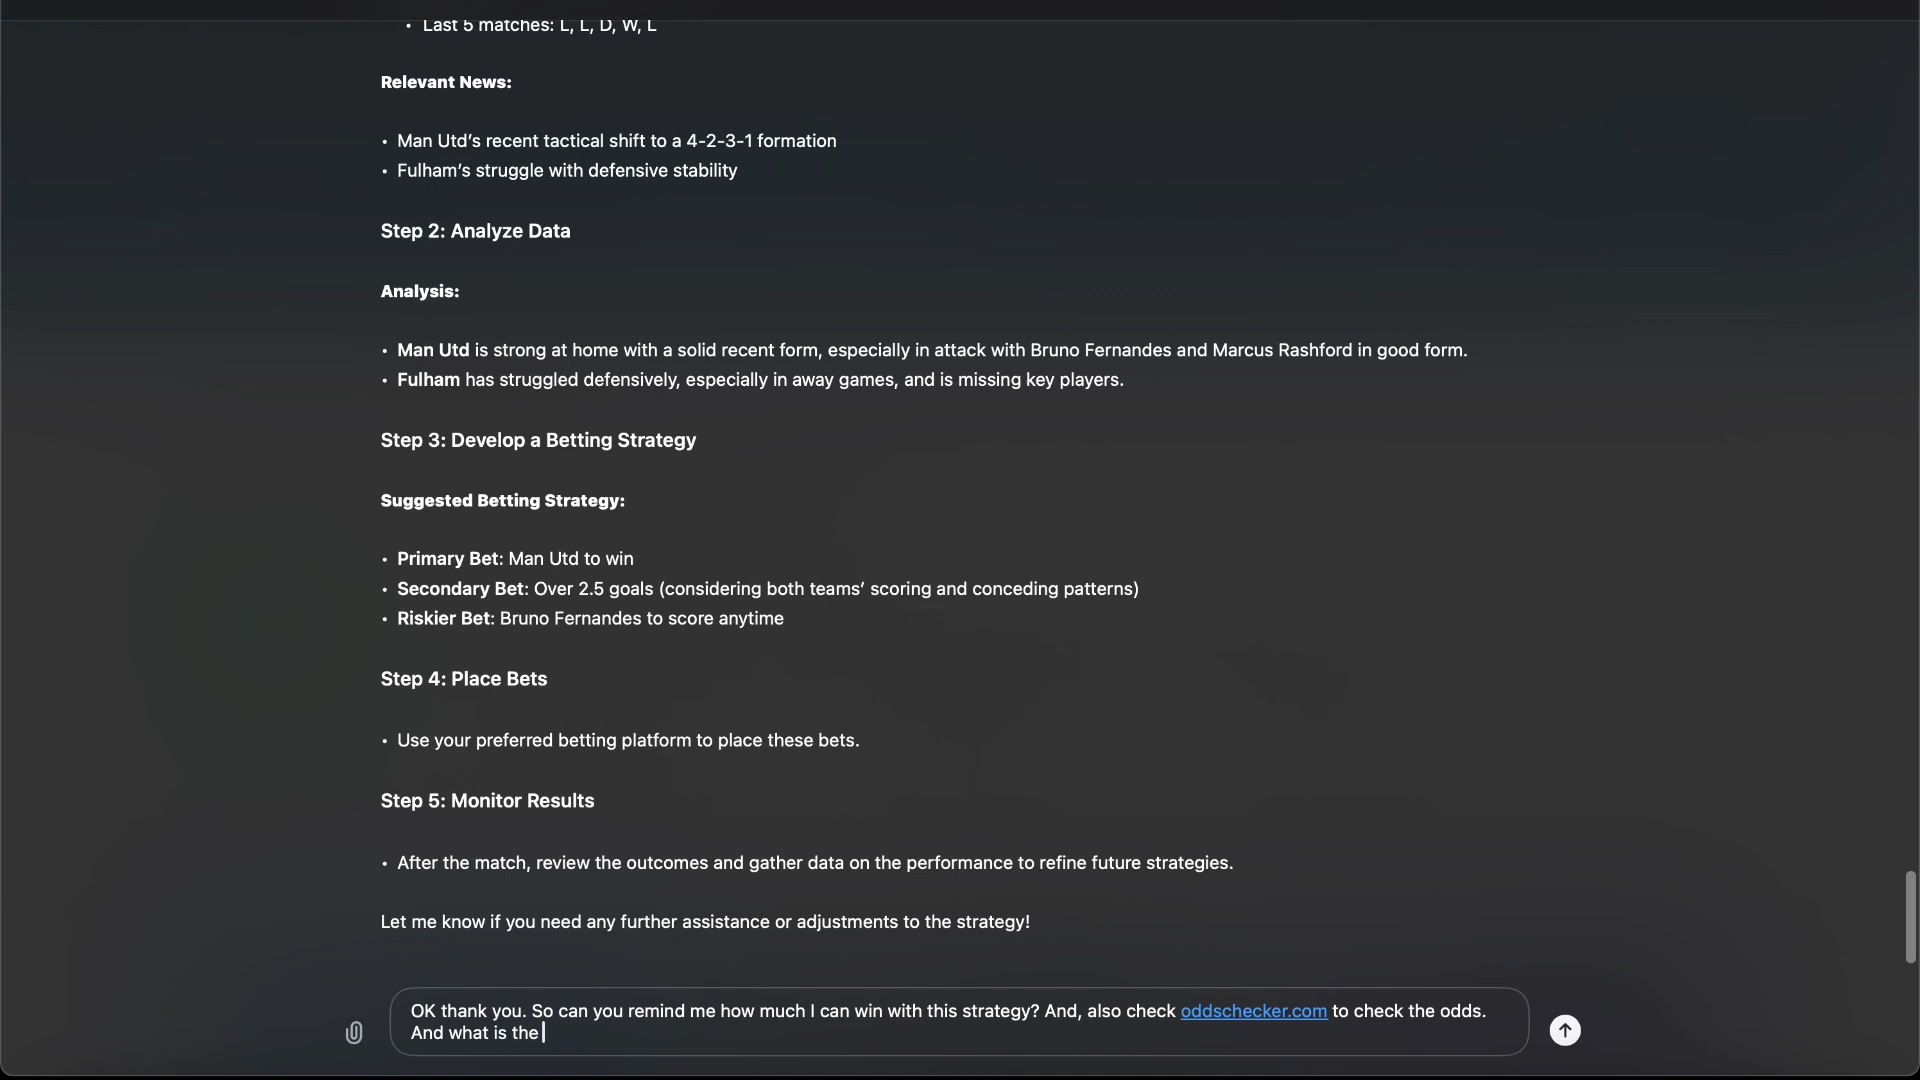 • Last 5 matches: L, L, D, W, L
Relevant News:
• Man Utd’s recent tactical shift to a 4-2-3-1 formation
• Fulham’s struggle with defensive stability
Step 2: Analyze Data
Analysis:
• Man Utd is strong at home with a solid recent form, especially in attack with Bruno Fernandes and Marcus Rashford in good form.
• Fulham has struggled defensively, especially in away games, and is missing key players.
Step 3: Develop a Betting Strategy
Suggested Betting Strategy:
• Primary Bet: Man Utd to win
• Secondary Bet: Over 2.5 goals (considering both teams’ scoring and conceding patterns)
• Riskier Bet: Bruno Fernandes to score anytime
Step 4: Place Bets
• Use your preferred betting platform to place these bets.
Step 5: Monitor Results
• After the match, review the outcomes and gather data on the performance to refine future strategies.
Let me know if you need any further assistance or adjustments to the strategy!
OK thank you. So can you remind me how much I can win with this strategy? And, also check oddschecker.com to check the odds.
And what is the